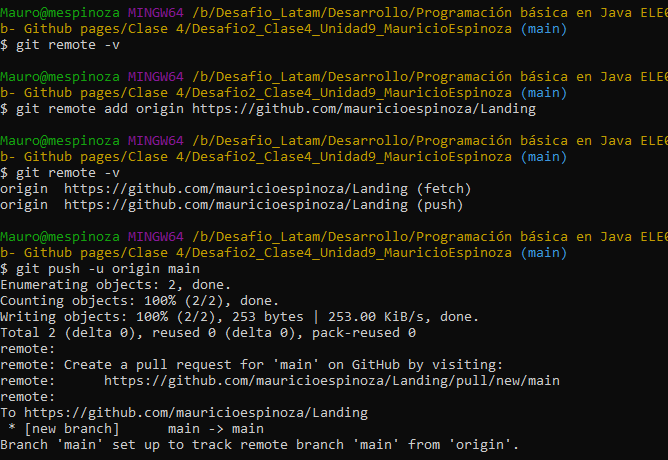 Mauro@mespinoza MINGW64 /b/Desafio_Latam/Desarrollo/Programación básica en Java ELE0
b- Github pages/Clase 4/Desafio2_Clase4_Unidad9_MauricioEspinoza (main)
$ git remote -v
Mauro@mespinoza MINGW64 /b/Desafio_Latam/Desarrollo/Programación básica en Java ELE0
b- Github pages/Clase 4/Desafio2_Clase4_Unidad9_MauricioEspinoza (main)
$ git remote add origin https://github.com/mauricioespinoza/Landing
Mauro@mespinoza MINGW64 /b/Desafio_Latam/Desarrollo/Programación básica en Java ELE0
b- Github pages/Clase 4/Desafio2_Clase4_Unidad9_MauricioEspinoza (main)
$ git remote -v
origin  https://github.com/mauricioespinoza/Landing (fetch)
origin  https://github.com/mauricioespinoza/Landing (push)
Mauro@mespinoza MINGW64 /b/Desafio_Latam/Desarrollo/Programación básica en Java ELE0
b- Github pages/Clase 4/Desafio2_Clase4_Unidad9_MauricioEspinoza (main)
$ git push -u origin main
Enumerating objects: 2, done.
Counting objects: 100% (2/2), done.
Writing objects: 100% (2/2), 253 bytes | 253.00 KiB/s, done.
Total 2 (delta 0), reused 0 (delta 0), pack-reused 0
remote:
remote: Create a pull request for 'main' on GitHub by visiting:
remote:      https://github.com/mauricioespinoza/Landing/pull/new/main
remote:
To https://github.com/mauricioespinoza/Landing
 * [new branch]      main -> main
Branch 'main' set up to track remote branch 'main' from 'origin'.